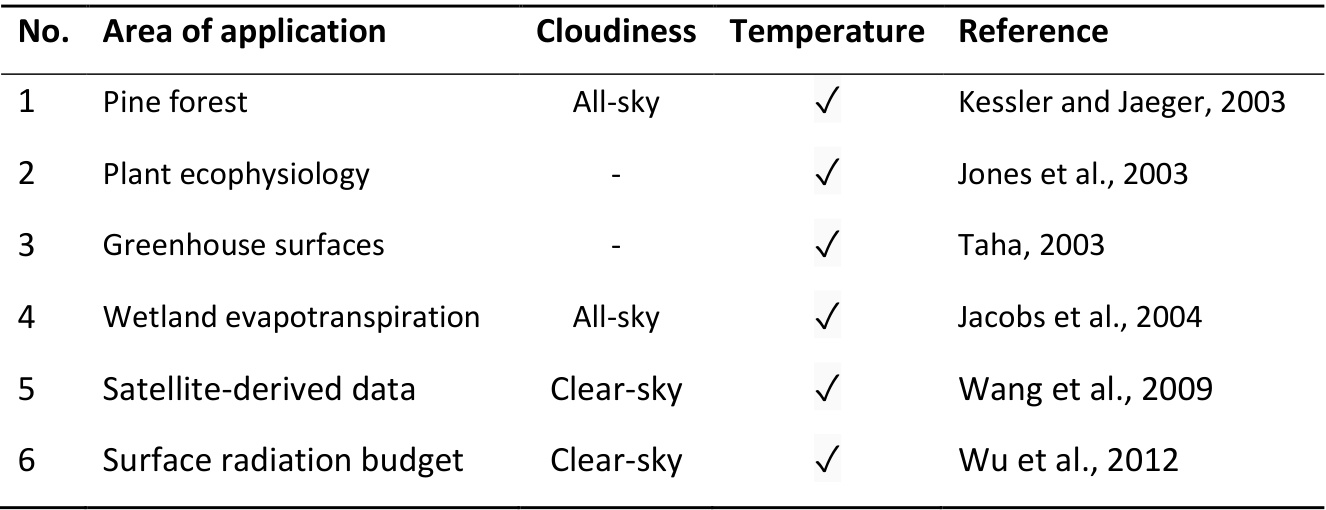 No. Area of application Cloudiness Temperature Reference
1 Pine forest All-sky ✓ Kessler and Jaeger, 2003
2 Plant ecophysiology - ✓ Jones et al., 2003
3 Greenhouse surfaces - ✓ Taha, 2003
4 Wetland evapotranspiration All-sky ✓ Jacobs et al., 2004
5 Satellite-derived data Clear-sky ✓ Wang et al., 2009
6 Surface radiation budget Clear-sky ✓ Wu et al., 2012